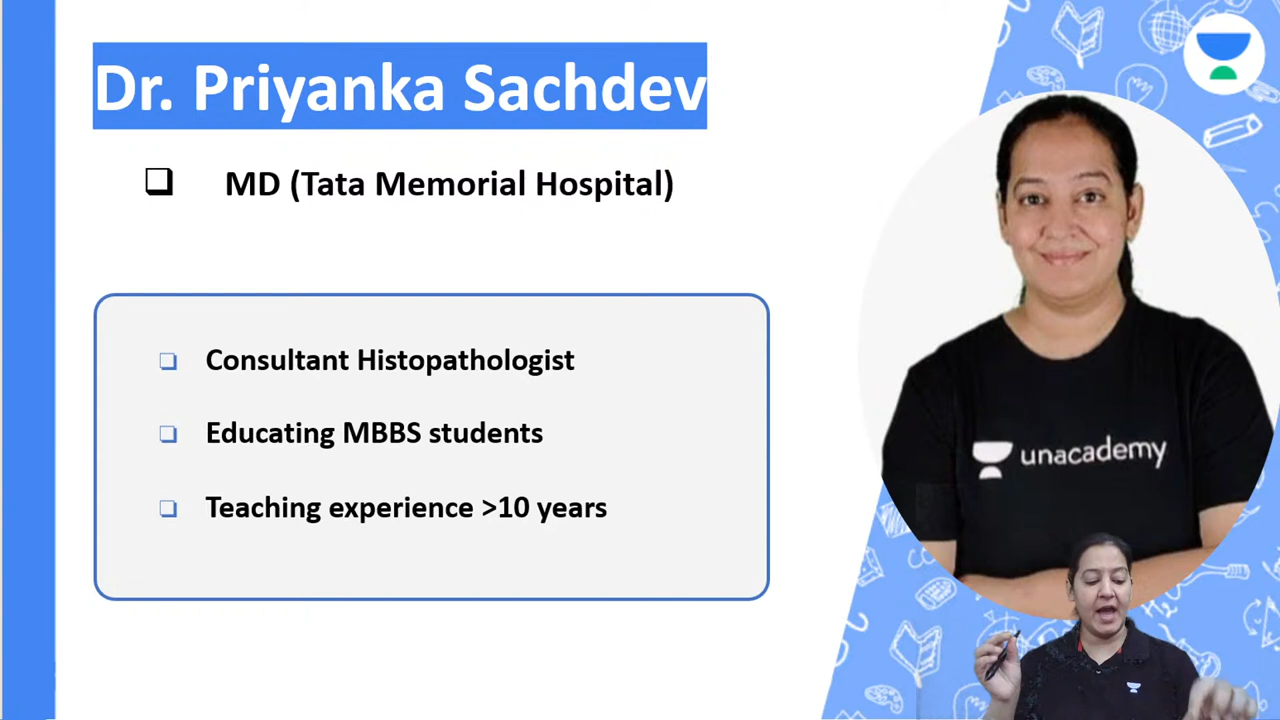 Dr. Priyanka Sachdev
MD (Tata Memorial Hospital)
Consultant Histopathologist
Educating MBBS students
Teaching experience >10 years
unacademy